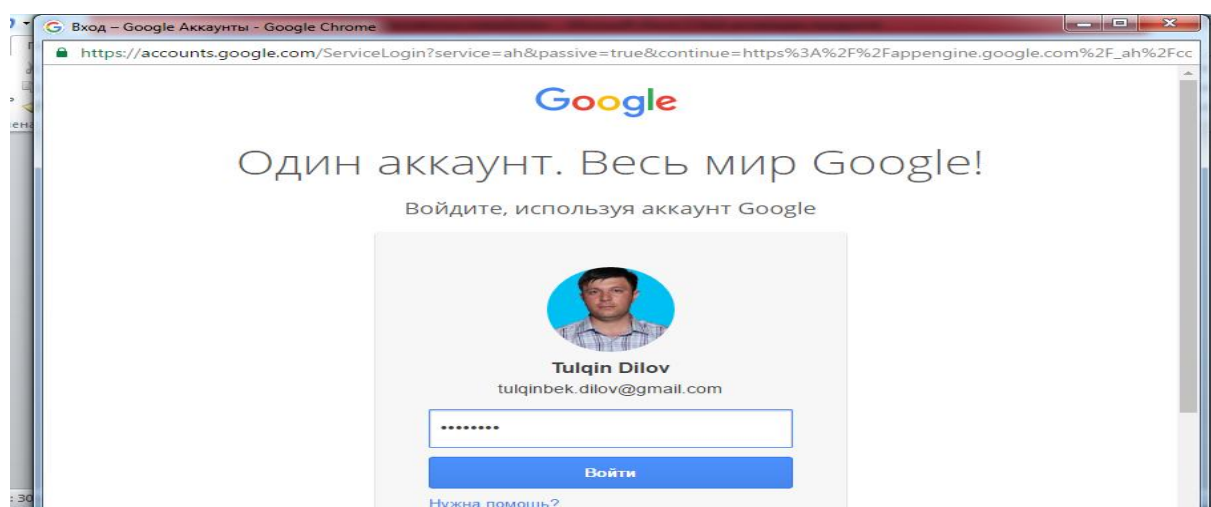 Вход – Google Аккаунты - Google Chrome
https://accounts.google.com/ServiceLogin?service=ah&passive=true&continue=https%3A%2F%2Fappengine.google.com%2F_ah%2Fcc
Google
Один аккаунт. Весь мир Google!
Войдите, используя аккаунт Google
Tulqin Dilov
tulqinbek.dilov@gmail.com
••••••••
Войти
Нужна помощь?
: 30